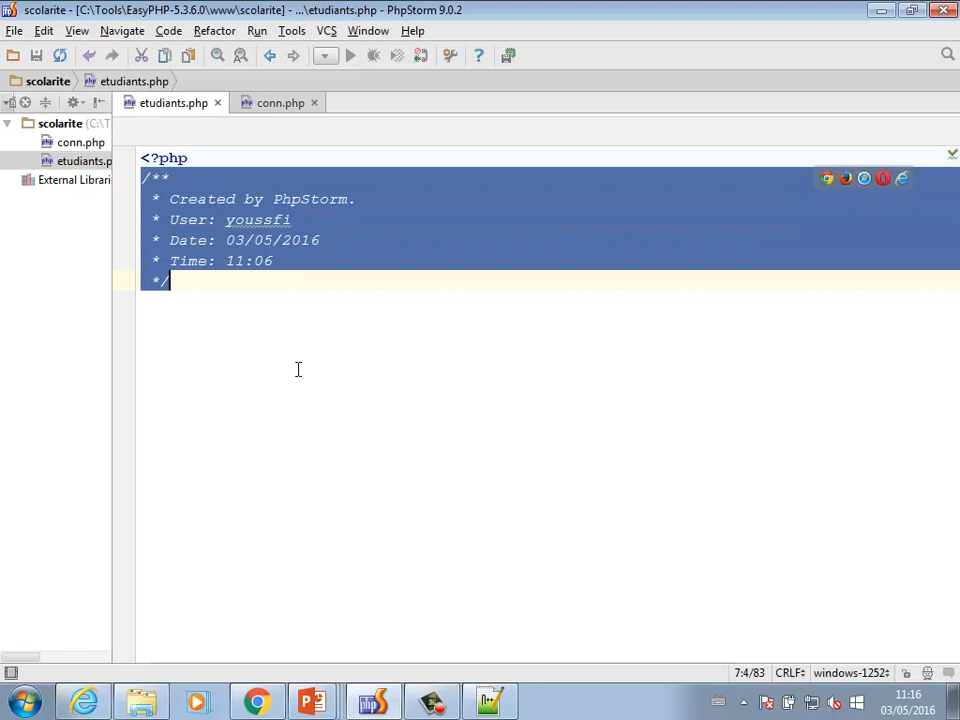 scolarite - [C:\Tools\EasyPHP-5.3.6.0\www\scolarite] - ...\etudiants.php - PhpStorm 9.0.2
File Edit View Navigate Code Refactor Run Tools VCS Window Help
scolarite etudiants.php
etudiants.php conn.php
scolarite (C:\T
conn.php
etudiants.p
External Librari
<?php
/**
* Created by PhpStorm.
* User: youssfi
* Date: 03/05/2016
* Time: 11:06
*/
7:4/83 CRLF windows-1252
11:16
03/05/2016